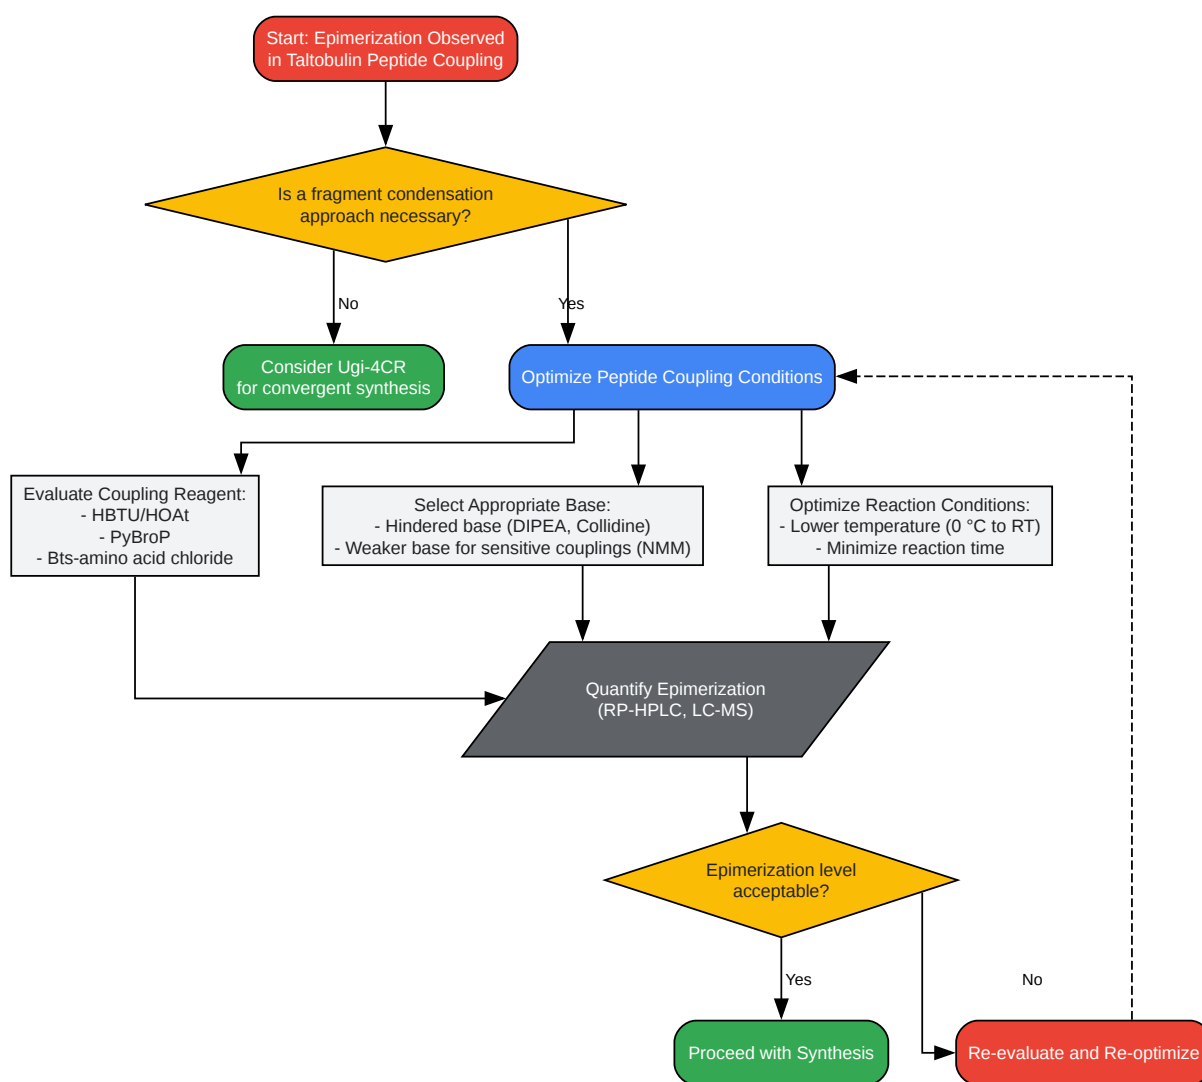 Start: Epimerization Observed
in Taltobulin Peptide Coupling
Is a fragment condensation
approach necessary?
No
Yes
Consider Ugi-4CR
for convergent synthesis
Optimize Peptide Coupling Conditions
Evaluate Coupling Reagent:
- HBTU/HOAt
- PyBroP
- Bts-amino acid chloride
Select Appropriate Base:
- Hindered base (DIPEA, Collidine)
- Weaker base for sensitive couplings (NMM)
Optimize Reaction Conditions:
- Lower temperature (0 °C to RT)
- Minimize reaction time
Quantify Epimerization
(RP-HPLC, LC-MS)
Epimerization level
acceptable?
Yes
No
Proceed with Synthesis
Re-evaluate and Re-optimize